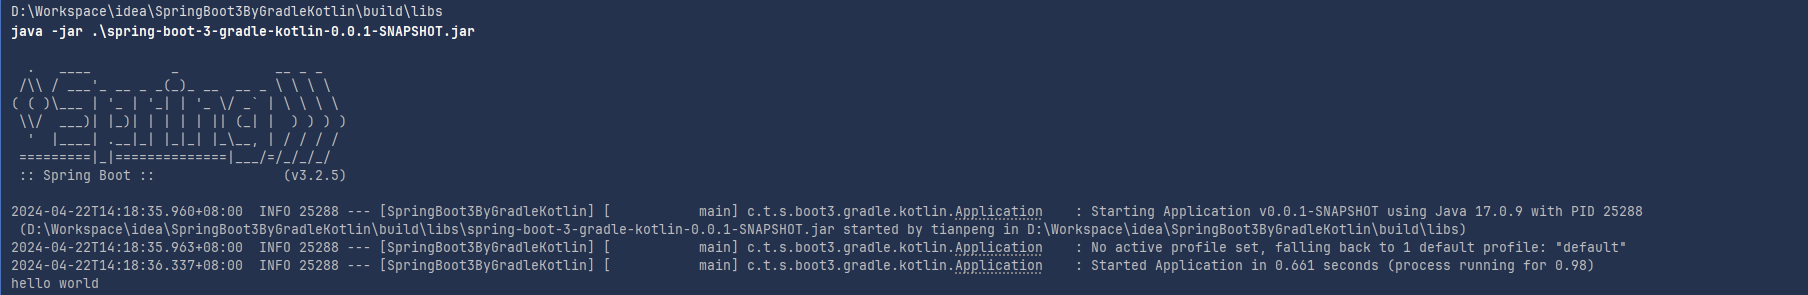 D:\Workspace\idea\SpringBoot3ByGradleKotlin\build\libs
java -jar .\spring-boot-3-gradle-kotlin-0.0.1-SNAPSHOT.jar

  .   ____          _            __ _ _
 /\\ / ___'_ __ _ _(_)_ __  __ _ \ \ \ \
( ( )\___ | '_ | '_| | '_ \/ _` | \ \ \ \
 \\/  ___)| |_)| | | | | || (_| |  ) ) ) )
  '  |____| .__|_| |_|_| |_\__, | / / / /
 =========|_|==============|___/=/_/_/_/
 :: Spring Boot ::                (v3.2.5)

2024-04-22T14:18:35.960+08:00  INFO 25288 --- [SpringBoot3ByGradleKotlin] [           main] c.t.s.boot3.gradle.kotlin.Application    : Starting Application v0.0.1-SNAPSHOT using Java 17.0.9 with PID 25288
 (D:\Workspace\idea\SpringBoot3ByGradleKotlin\build\libs\spring-boot-3-gradle-kotlin-0.0.1-SNAPSHOT.jar started by tianpeng in D:\Workspace\idea\SpringBoot3ByGradleKotlin\build\libs)
2024-04-22T14:18:35.963+08:00  INFO 25288 --- [SpringBoot3ByGradleKotlin] [           main] c.t.s.boot3.gradle.kotlin.Application    : No active profile set, falling back to 1 default profile: "default"
2024-04-22T14:18:36.337+08:00  INFO 25288 --- [SpringBoot3ByGradleKotlin] [           main] c.t.s.boot3.gradle.kotlin.Application    : Started Application in 0.661 seconds (process running for 0.98)
hello world